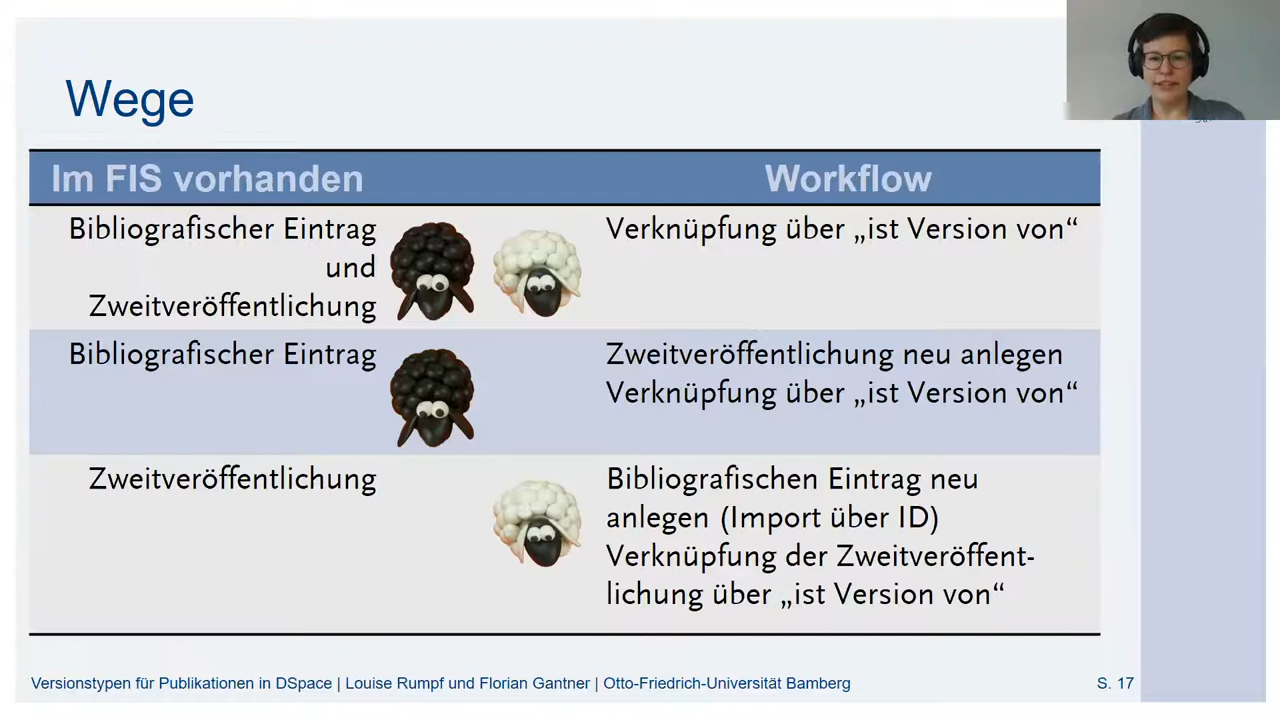 Wege
Im FIS vorhanden
Workflow
Bibliografischer Eintrag
und
Zweitveröffentlichung
Verknüpfung über „ist Version von“
Bibliografischer Eintrag
Zweitveröffentlichung neu anlegen
Verknüpfung über „ist Version von“
Zweitveröffentlichung
Bibliografischen Eintrag neu
anlegen (Import über ID)
Verknüpfung der Zweitveröffent-
lichung über „ist Version von“
Versionstypen für Publikationen in DSpace | Louise Rumpf und Florian Gantner | Otto-Friedrich-Universität Bamberg
S. 17